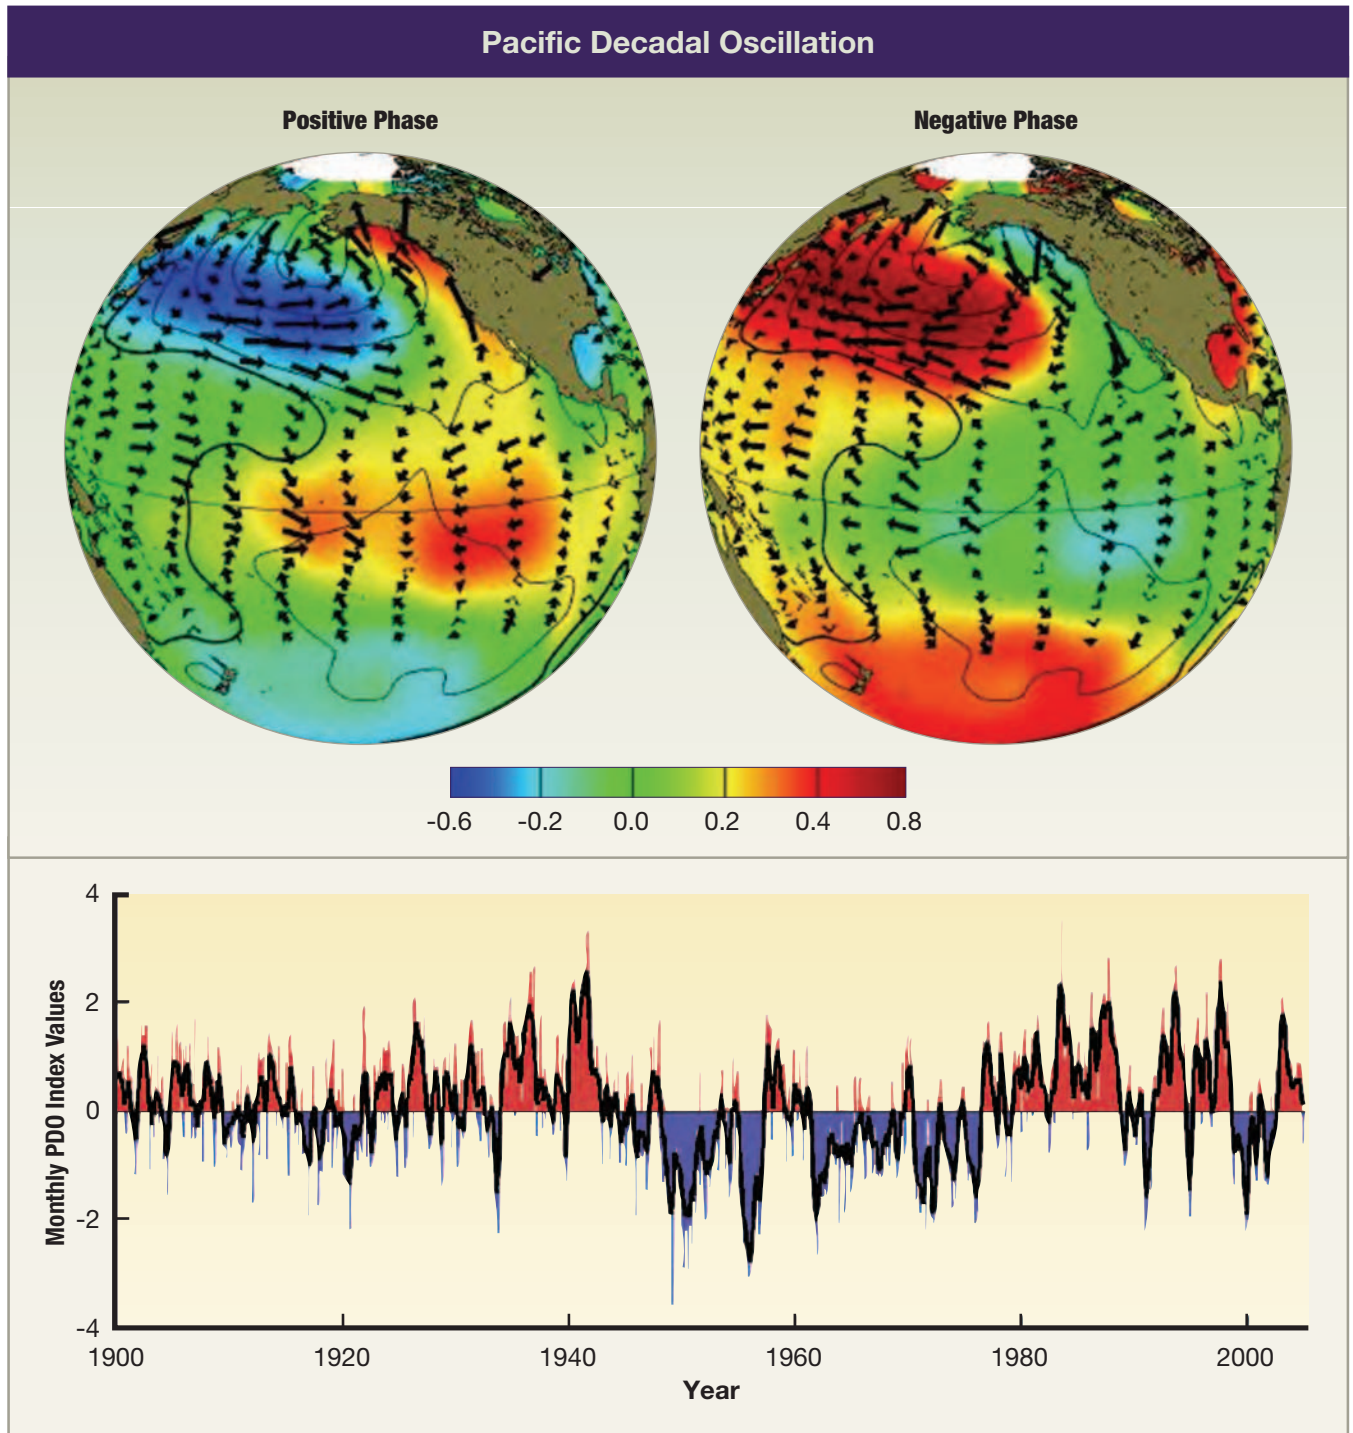 Pacific Decadal Oscillation
Positive Phase
Negative Phase
-0.6 -0.2 0.0 0.2 0.4 0.8
4
2
0
-2
-4
Monthly PDO Index Values
1900 1920 1940 1960 1980 2000
Year